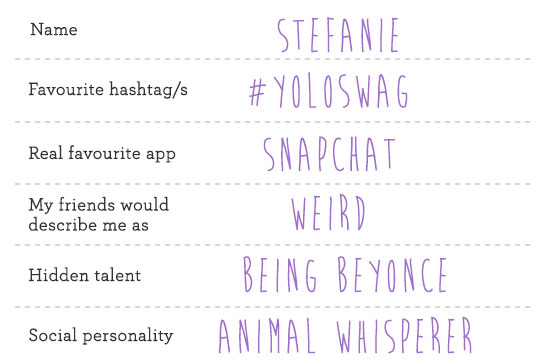 Name STEFANIE
Favourite hashtag/s #YOLOSWAG
Real favourite app SNAPCHAT
My friends would
describe me as WEIRD
Hidden talent BEING BEYONCE
Social personality ANIMAL WHISPERER